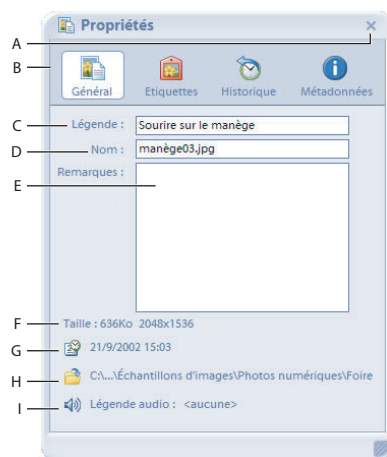 Propriétés
A
B
Général Etiquettes Historique Métadonnées
C Légende : Sourire sur le manège
D Nom : manège03.jpg
Remarques :
E
F Taille : 636Ko 2048x1536
G 21/9/2002 15:03
H C:\...\Échantillons d'images\Photos numériques\Foire
I Légende audio : <aucune>